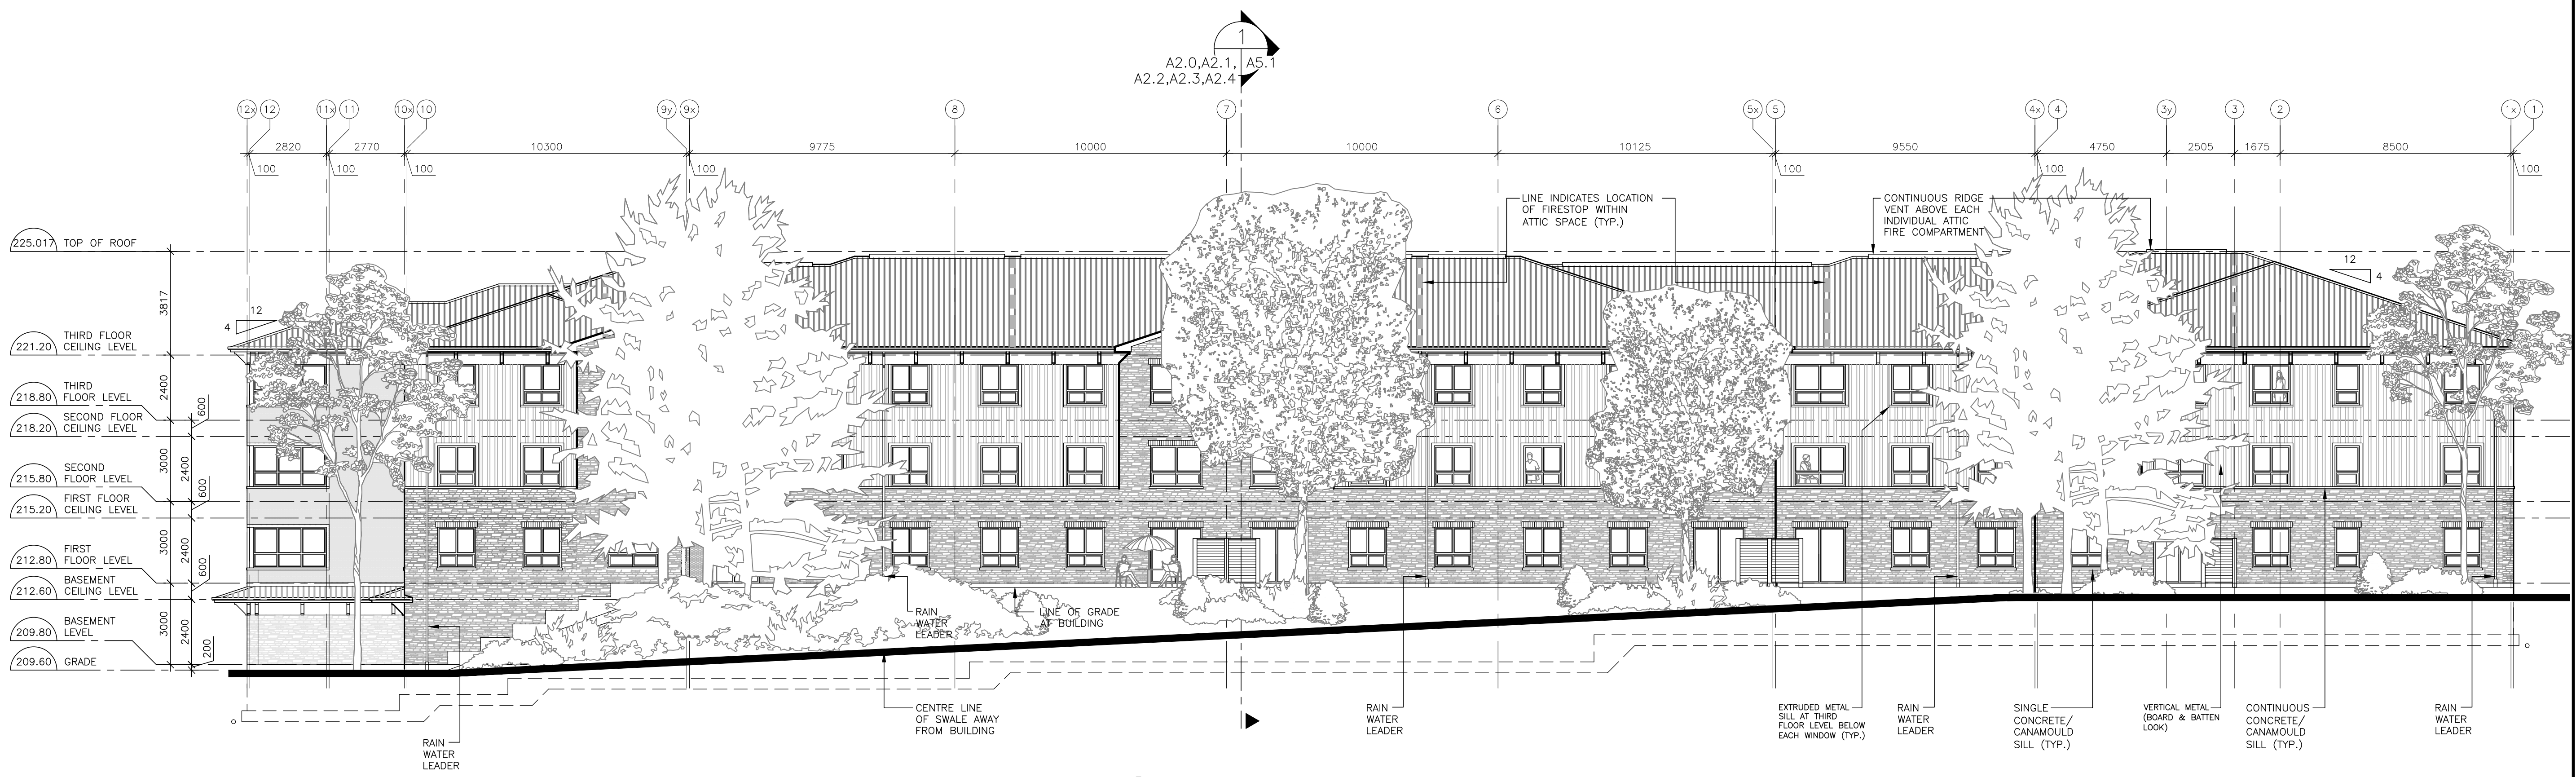 1
A2.0,A2.1,
A2.2,A2.3,A2.4
A5.1
12x 12 11x 11 10x 10 9y 9x 8 7 6 5x 5 4x 4 3y 3 2 1x 1
2820 2770 10300 9775 10000 10000 10125 9550 4750 2505 1675 8500
100 100 100 100 100 100 100
LINE INDICATES LOCATION
OF FIRESTOP WITHIN
ATTIC SPACE (TYP.)
CONTINUOUS RIDGE
VENT ABOVE EACH
INDIVIDUAL ATTIC
FIRE COMPARTMENT
225.017 TOP OF ROOF
3817
12
4
12
4
221.20 THIRD FLOOR
CEILING LEVEL
2400
218.80 THIRD
FLOOR LEVEL
600
218.20 SECOND FLOOR
CEILING LEVEL
3000
2400
215.80 SECOND
FLOOR LEVEL
600
215.20 FIRST FLOOR
CEILING LEVEL
3000
2400
212.80 FIRST
FLOOR LEVEL
600
212.60 BASEMENT
CEILING LEVEL
3000
2400
209.80 BASEMENT
LEVEL
200
209.60 GRADE
RAIN
WATER
LEADER
LINE OF GRADE
AT BUILDING
RAIN
WATER
LEADER
CENTRE LINE
OF SWALE AWAY
FROM BUILDING
RAIN
WATER
LEADER
EXTRUDED METAL
SILL AT THIRD
FLOOR LEVEL BELOW
EACH WINDOW (TYP.)
RAIN
WATER
LEADER
SINGLE
CONCRETE/
CANAMOULD
SILL (TYP.)
VERTICAL METAL
(BOARD & BATTEN
LOOK)
CONTINUOUS
CONCRETE/
CANAMOULD
SILL (TYP.)
RAIN
WATER
LEADER